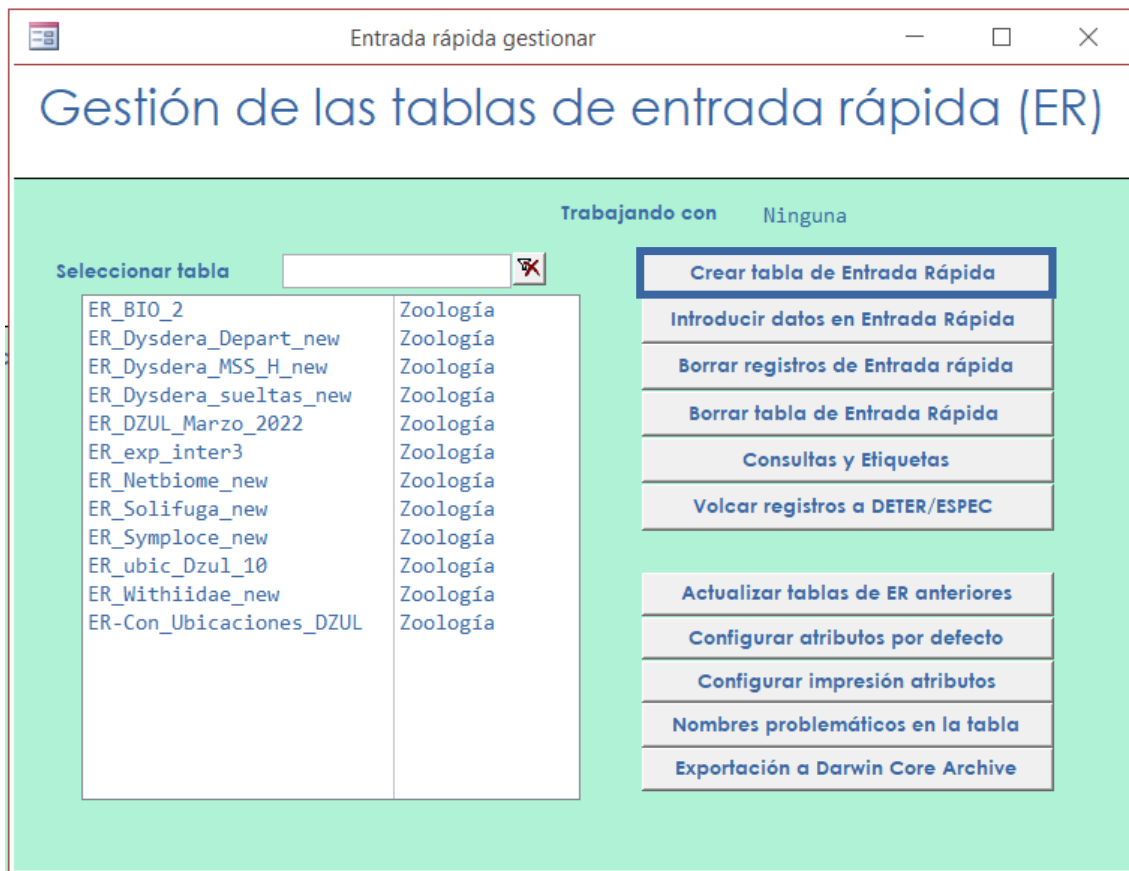 Entrada rápida gestionar
Gestión de las tablas de entrada rápida (ER)
Trabajando con Ninguna
Seleccionar tabla
ER_BIO_2 Zoología
ER_Dysdera_Depart_new Zoología
ER_Dysdera_MSS_H_new Zoología
ER_Dysdera_sueltas_new Zoología
ER_DZUL_Marzo_2022 Zoología
ER_exp_inter3 Zoología
ER_Netbiome_new Zoología
ER_Solifuga_new Zoología
ER_Symploce_new Zoología
ER_ubic_Dzul_10 Zoología
ER_Withiidae_new Zoología
ER-Con_Ubicaciones_DZUL Zoología
Crear tabla de Entrada Rápida
Introducir datos en Entrada Rápida
Borrar registros de Entrada rápida
Borrar tabla de Entrada Rápida
Consultas y Etiquetas
Volcar registros a DETER/ESPEC
Actualizar tablas de ER anteriores
Configurar atributos por defecto
Configurar impresión atributos
Nombres problemáticos en la tabla
Exportación a Darwin Core Archive